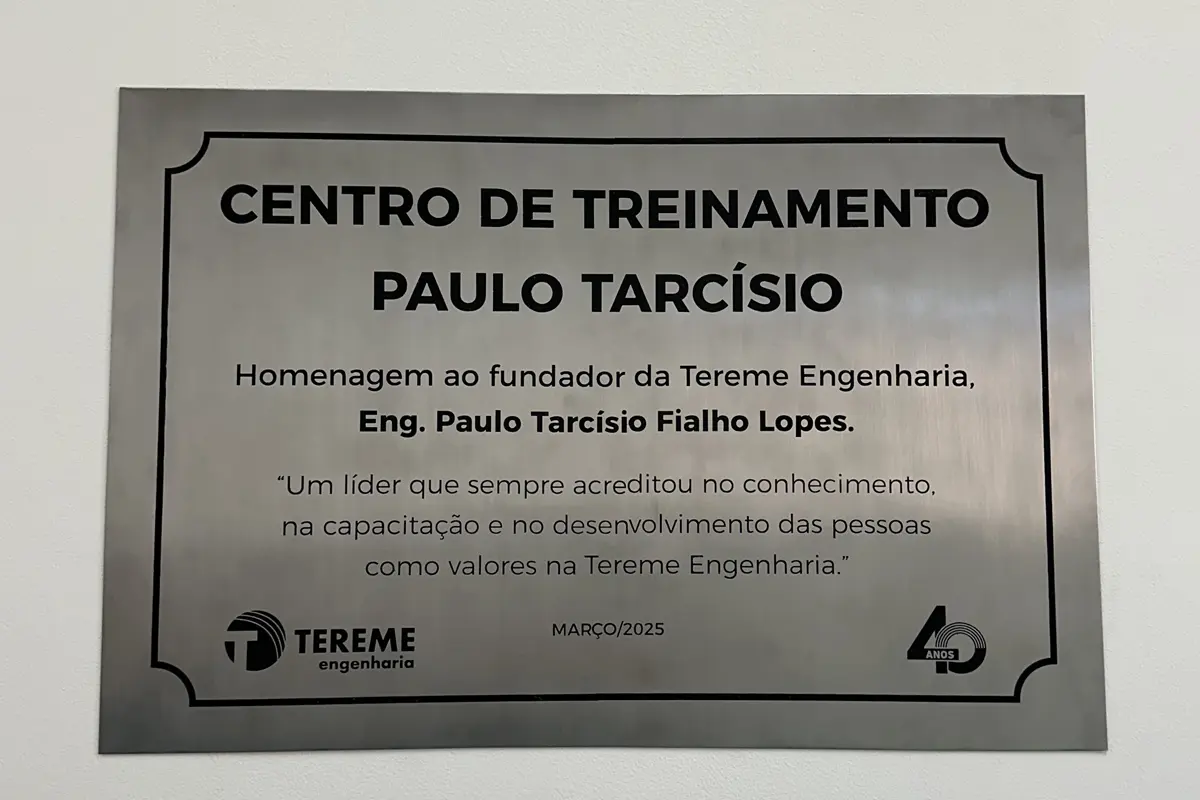 CENTRO DE TREINAMENTO
PAULO TARCÍSIO
Homenagem ao fundador da Tereme Engenharia,
Eng. Paulo Tarcísio Fialho Lopes.
“Um líder que sempre acreditou no conhecimento,
na capacitação e no desenvolvimento das pessoas
como valores na Tereme Engenharia.”
T TEREME
engenharia
MARÇO/2025
40
ANOS